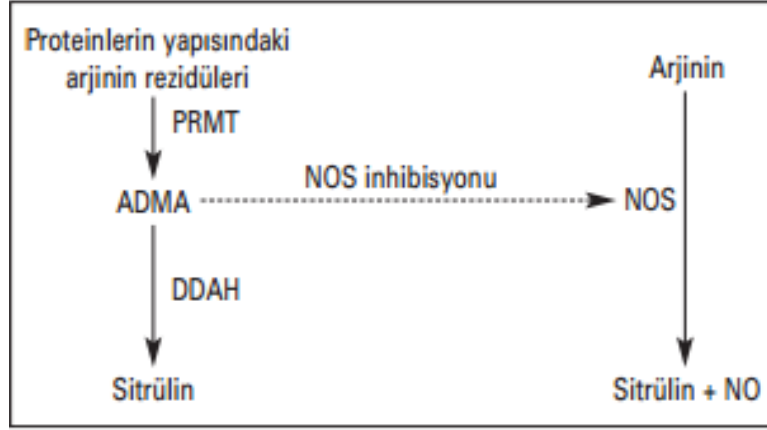 Proteinlerin yapısındaki
arjinin rezidüleri
PRMT
ADMA
DDAH
Sitrülin
NOS inhibisyonu
Arjinin
NOS
Sitrülin + NO